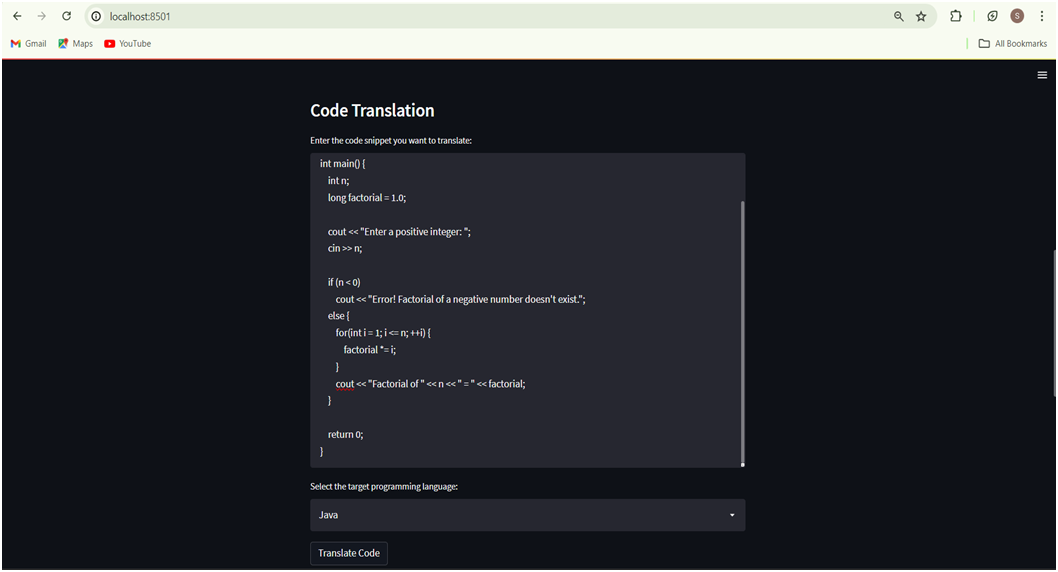 localhost:8501
S
Gmail Maps YouTube All Bookmarks
Code Translation
Enter the code snippet you want to translate:
int main() {
int n;
long factorial = 1.0;
cout << "Enter a positive integer: ";
cin >> n;
if (n < 0)
cout << "Error! Factorial of a negative number doesn't exist.";
else {
for(int i = 1; i <= n; ++i) {
factorial *= i;
}
cout << "Factorial of " << n << " = " << factorial;
}
return 0;
}
Select the target programming language:
Java
Translate Code